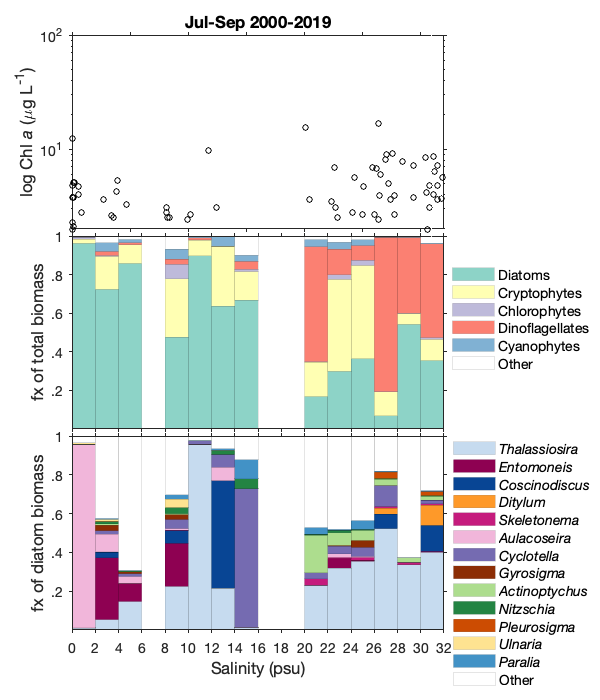 Jul-Sep 2000-2019
log Chl a (μg L⁻¹)
10²
10¹
fx of total biomass
1
.8
.6
.4
.2
Diatoms
Cryptophytes
Chlorophytes
Dinoflagellates
Cyanophytes
Other
fx of diatom biomass
1
.8
.6
.4
.2
0 2 4 6 8 10 12 14 16 18 20 22 24 26 28 30 32
Salinity (psu)
Thalassiosira
Entomoneis
Coscinodiscus
Ditylum
Skeletonema
Aulacoseira
Cyclotella
Gyrosigma
Actinoptychus
Nitzschia
Pleurosigma
Ulnaria
Paralia
Other